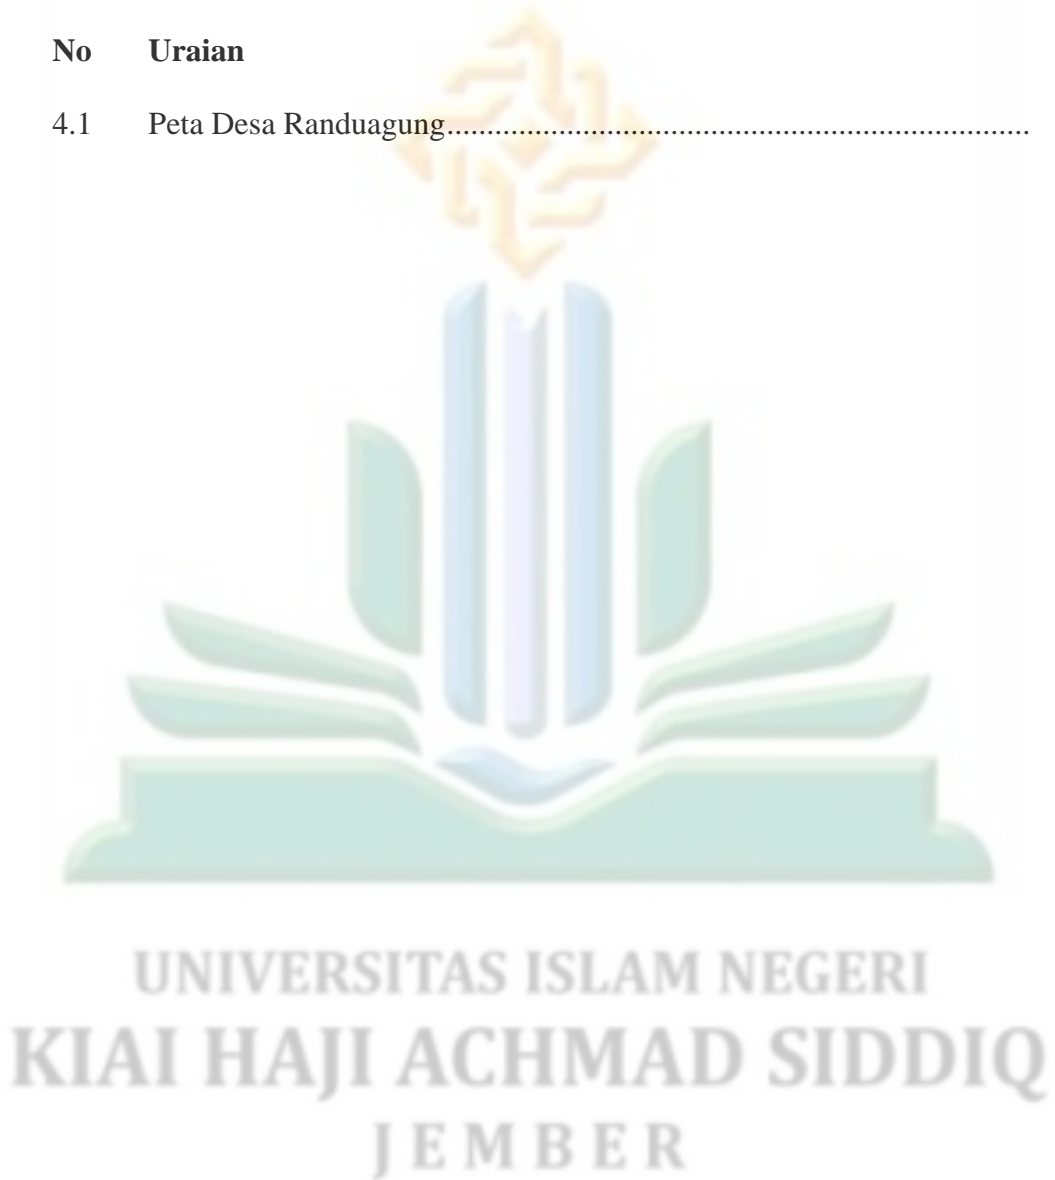 No Uraian
4.1 Peta Desa Randuagung.........................................................................
UNIVERSITAS ISLAM NEGERI
KIAI HAJI ACHMAD SIDDIQ
JEMBER